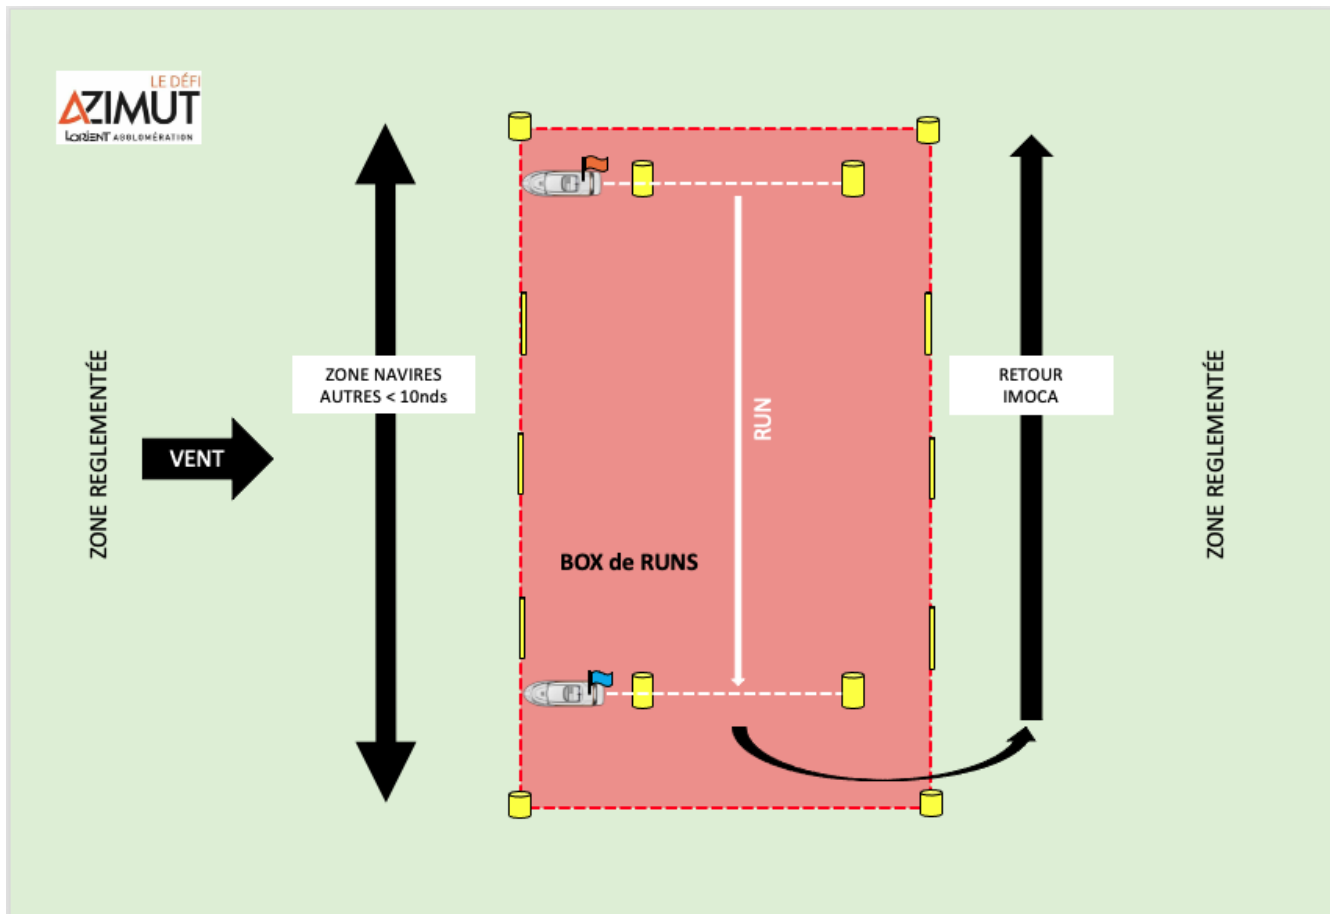 LE DÉFI
AZIMUT
LORIENT AGGLOMÉRATION
ZONE REGLEMENTÉE
VENT
ZONE NAVIRES
AUTRES < 10nds
RUN
BOX de RUNS
RETOUR
IMOCA
ZONE REGLEMENTÉE